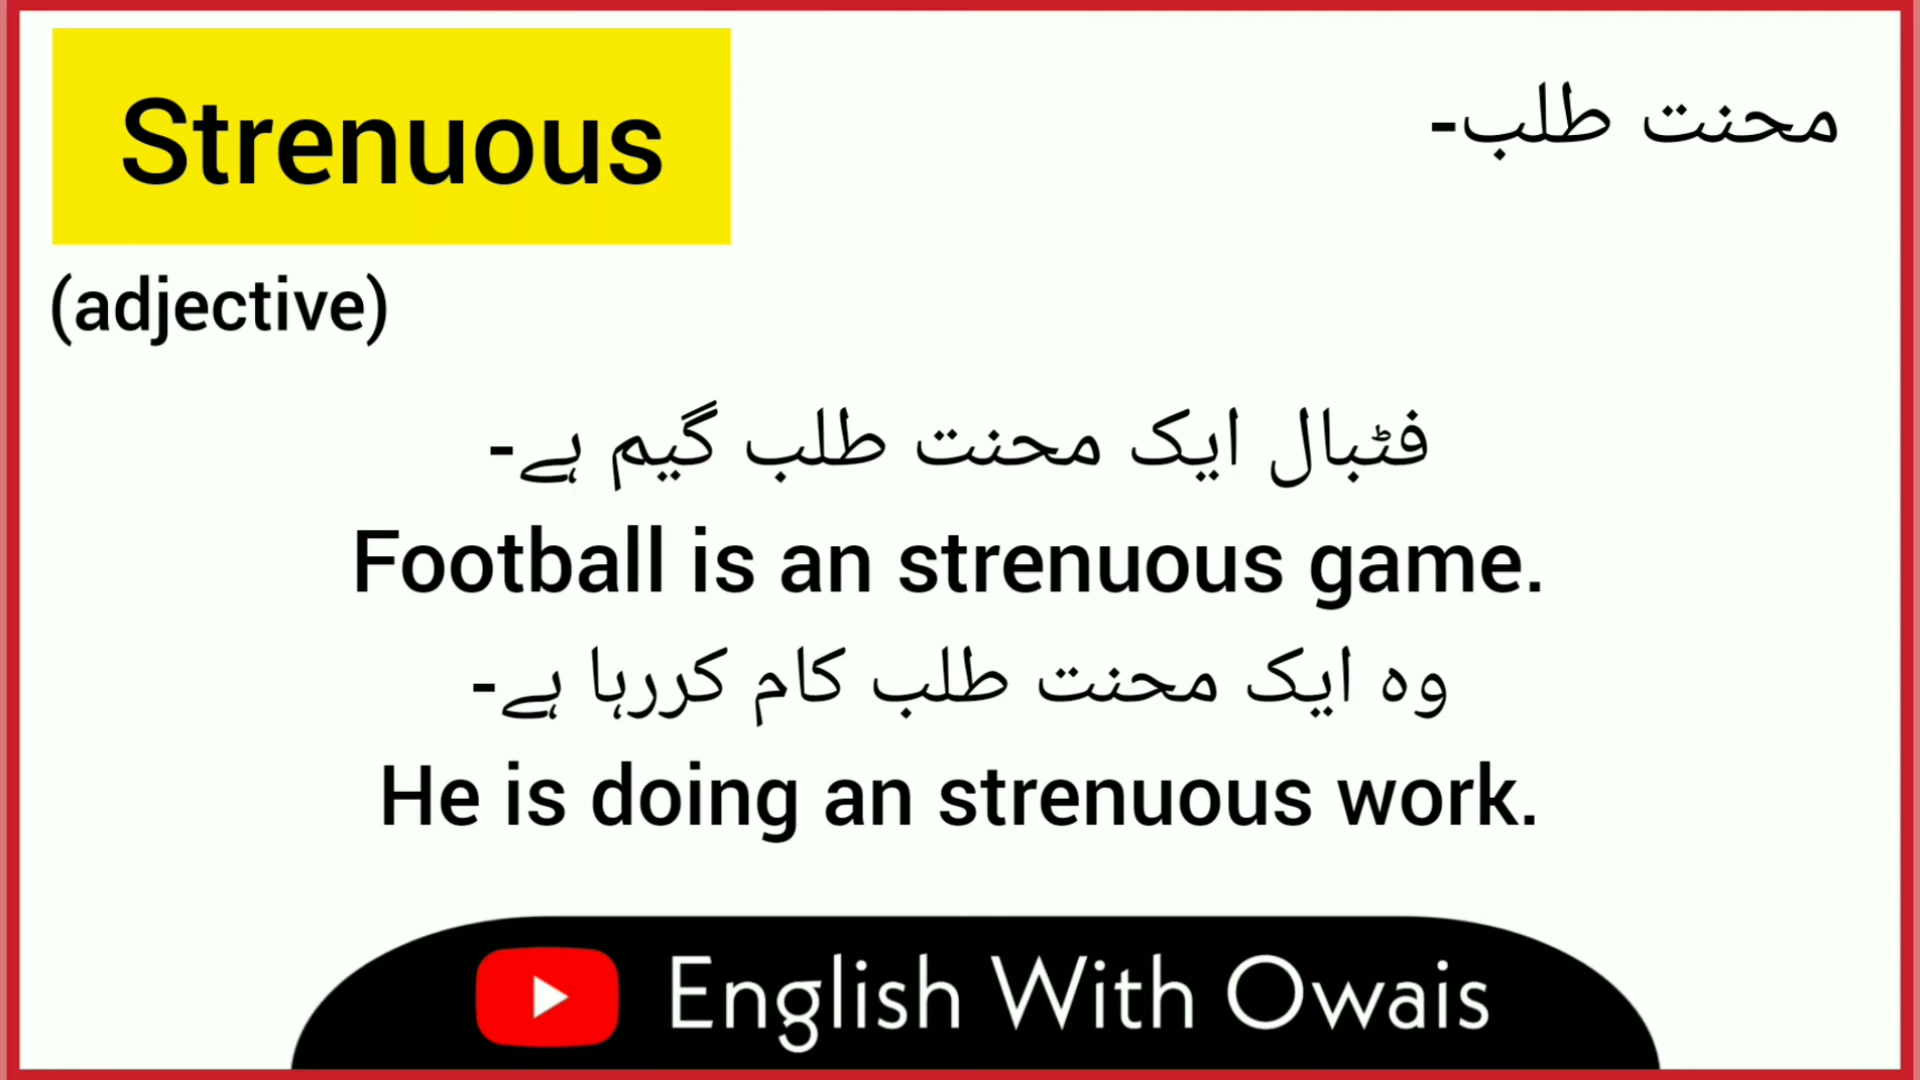 Strenuous
محنت طلب-
(adjective)
فٹبال ایک محنت طلب گیم ہے-
Football is an strenuous game.
وہ ایک محنت طلب کام کررہا ہے-
He is doing an strenuous work.
English With Owais